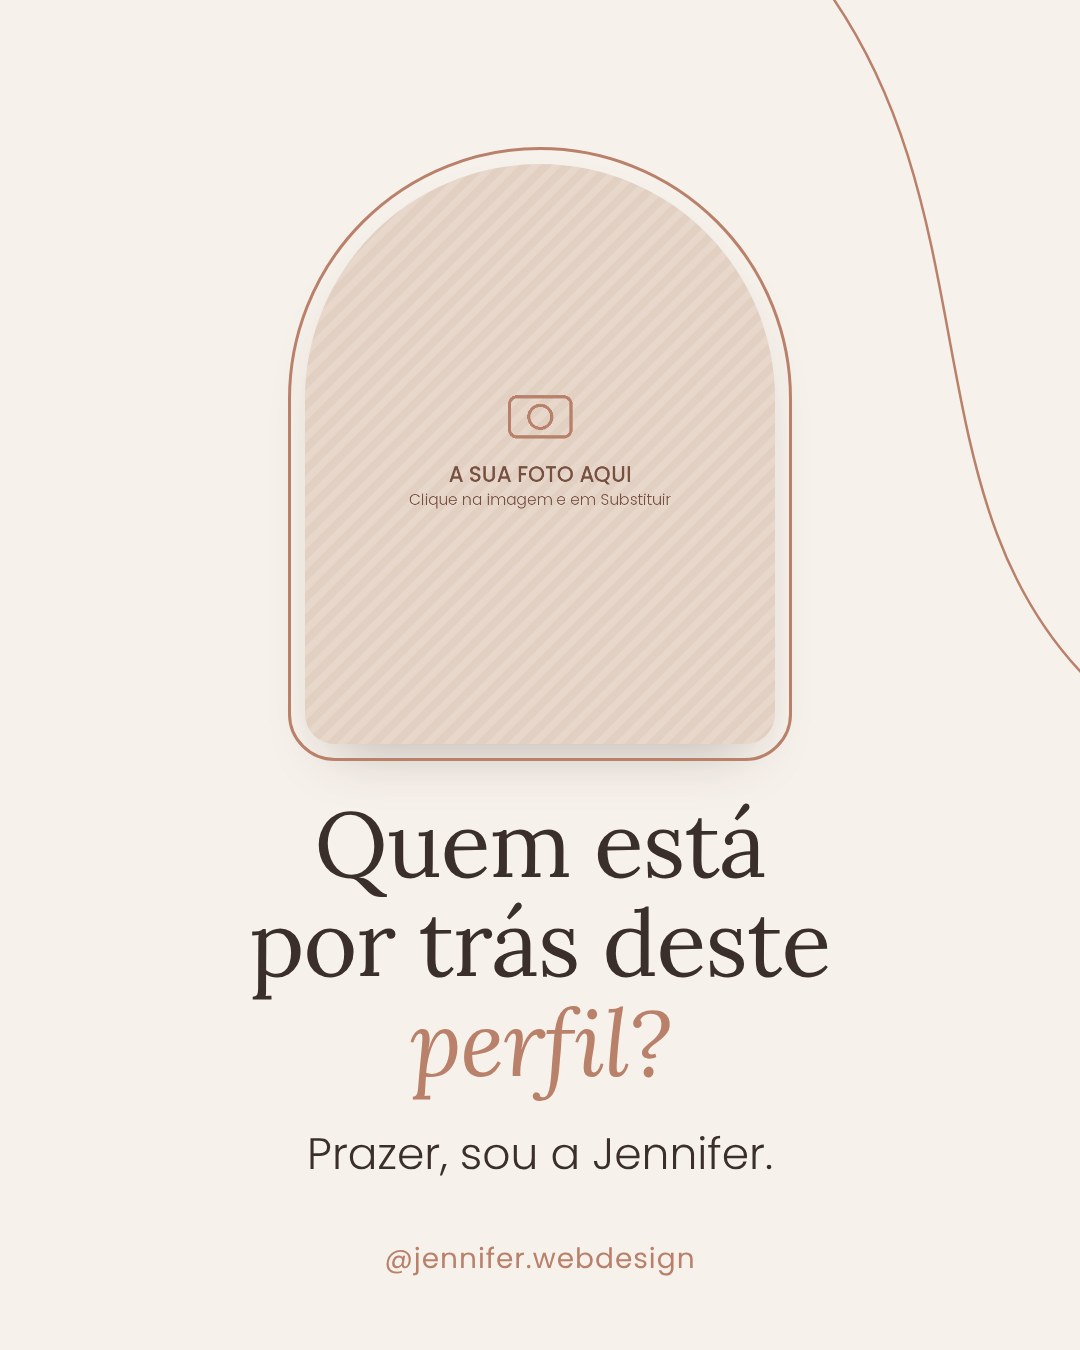 A SUA FOTO AQUI
Clique na imagem e em Substituir
Quem está
por trás deste
perfil?
Prazer, sou a Jennifer.
@jennifer.webdesign